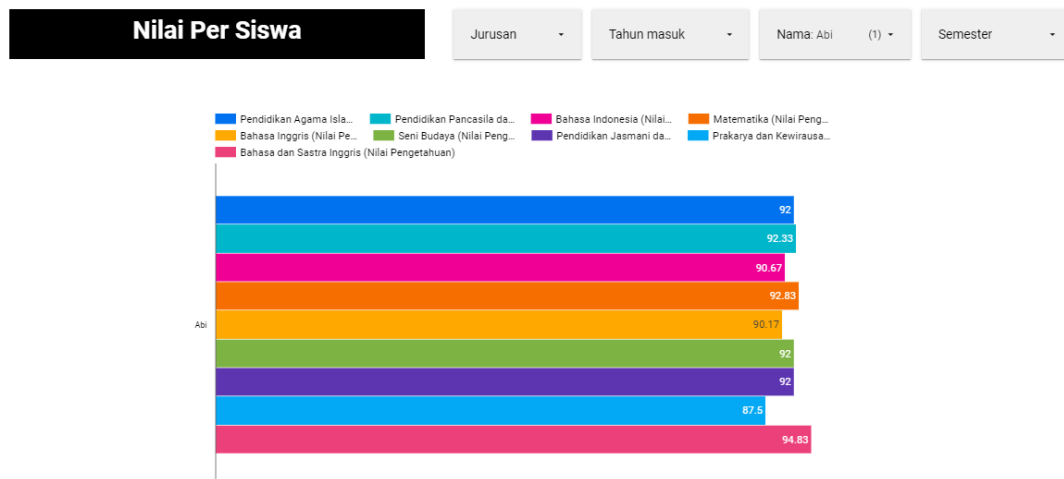 Nilai Per Siswa
Jurusan
Tahun masuk
Nama: Abi (1)
Semester
Pendidikan Agama Isla... Pendidikan Pancasila da... Bahasa Indonesia (Nilai... Matematika (Nilai Peng...
Bahasa Inggris (Nilai Pe... Seni Budaya (Nilai Peng... Pendidikan Jasmani da... Prakarya dan Kewirausa...
Bahasa dan Sastra Inggris (Nilai Pengetahuan)
92
92.33
90.67
92.83
Abi
90.17
92
92
87.5
94.83